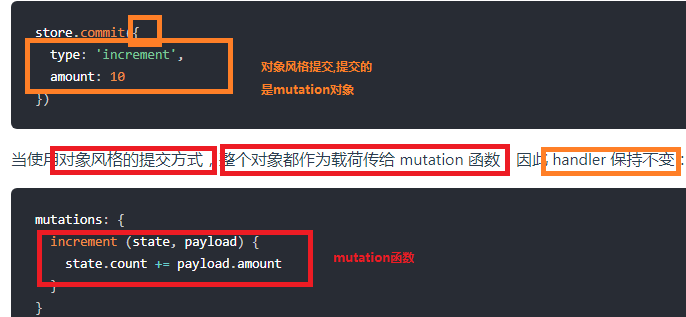 store.commit({
type: 'increment',
amount: 10
})
对象风格提交,提交的
是mutation对象
当使用对象风格的提交方式，整个对象都作为载荷传给 mutation 函数，因此 handler 保持不变：
mutations: {
increment (state, payload) {
state.count += payload.amount
}
}
mutation函数